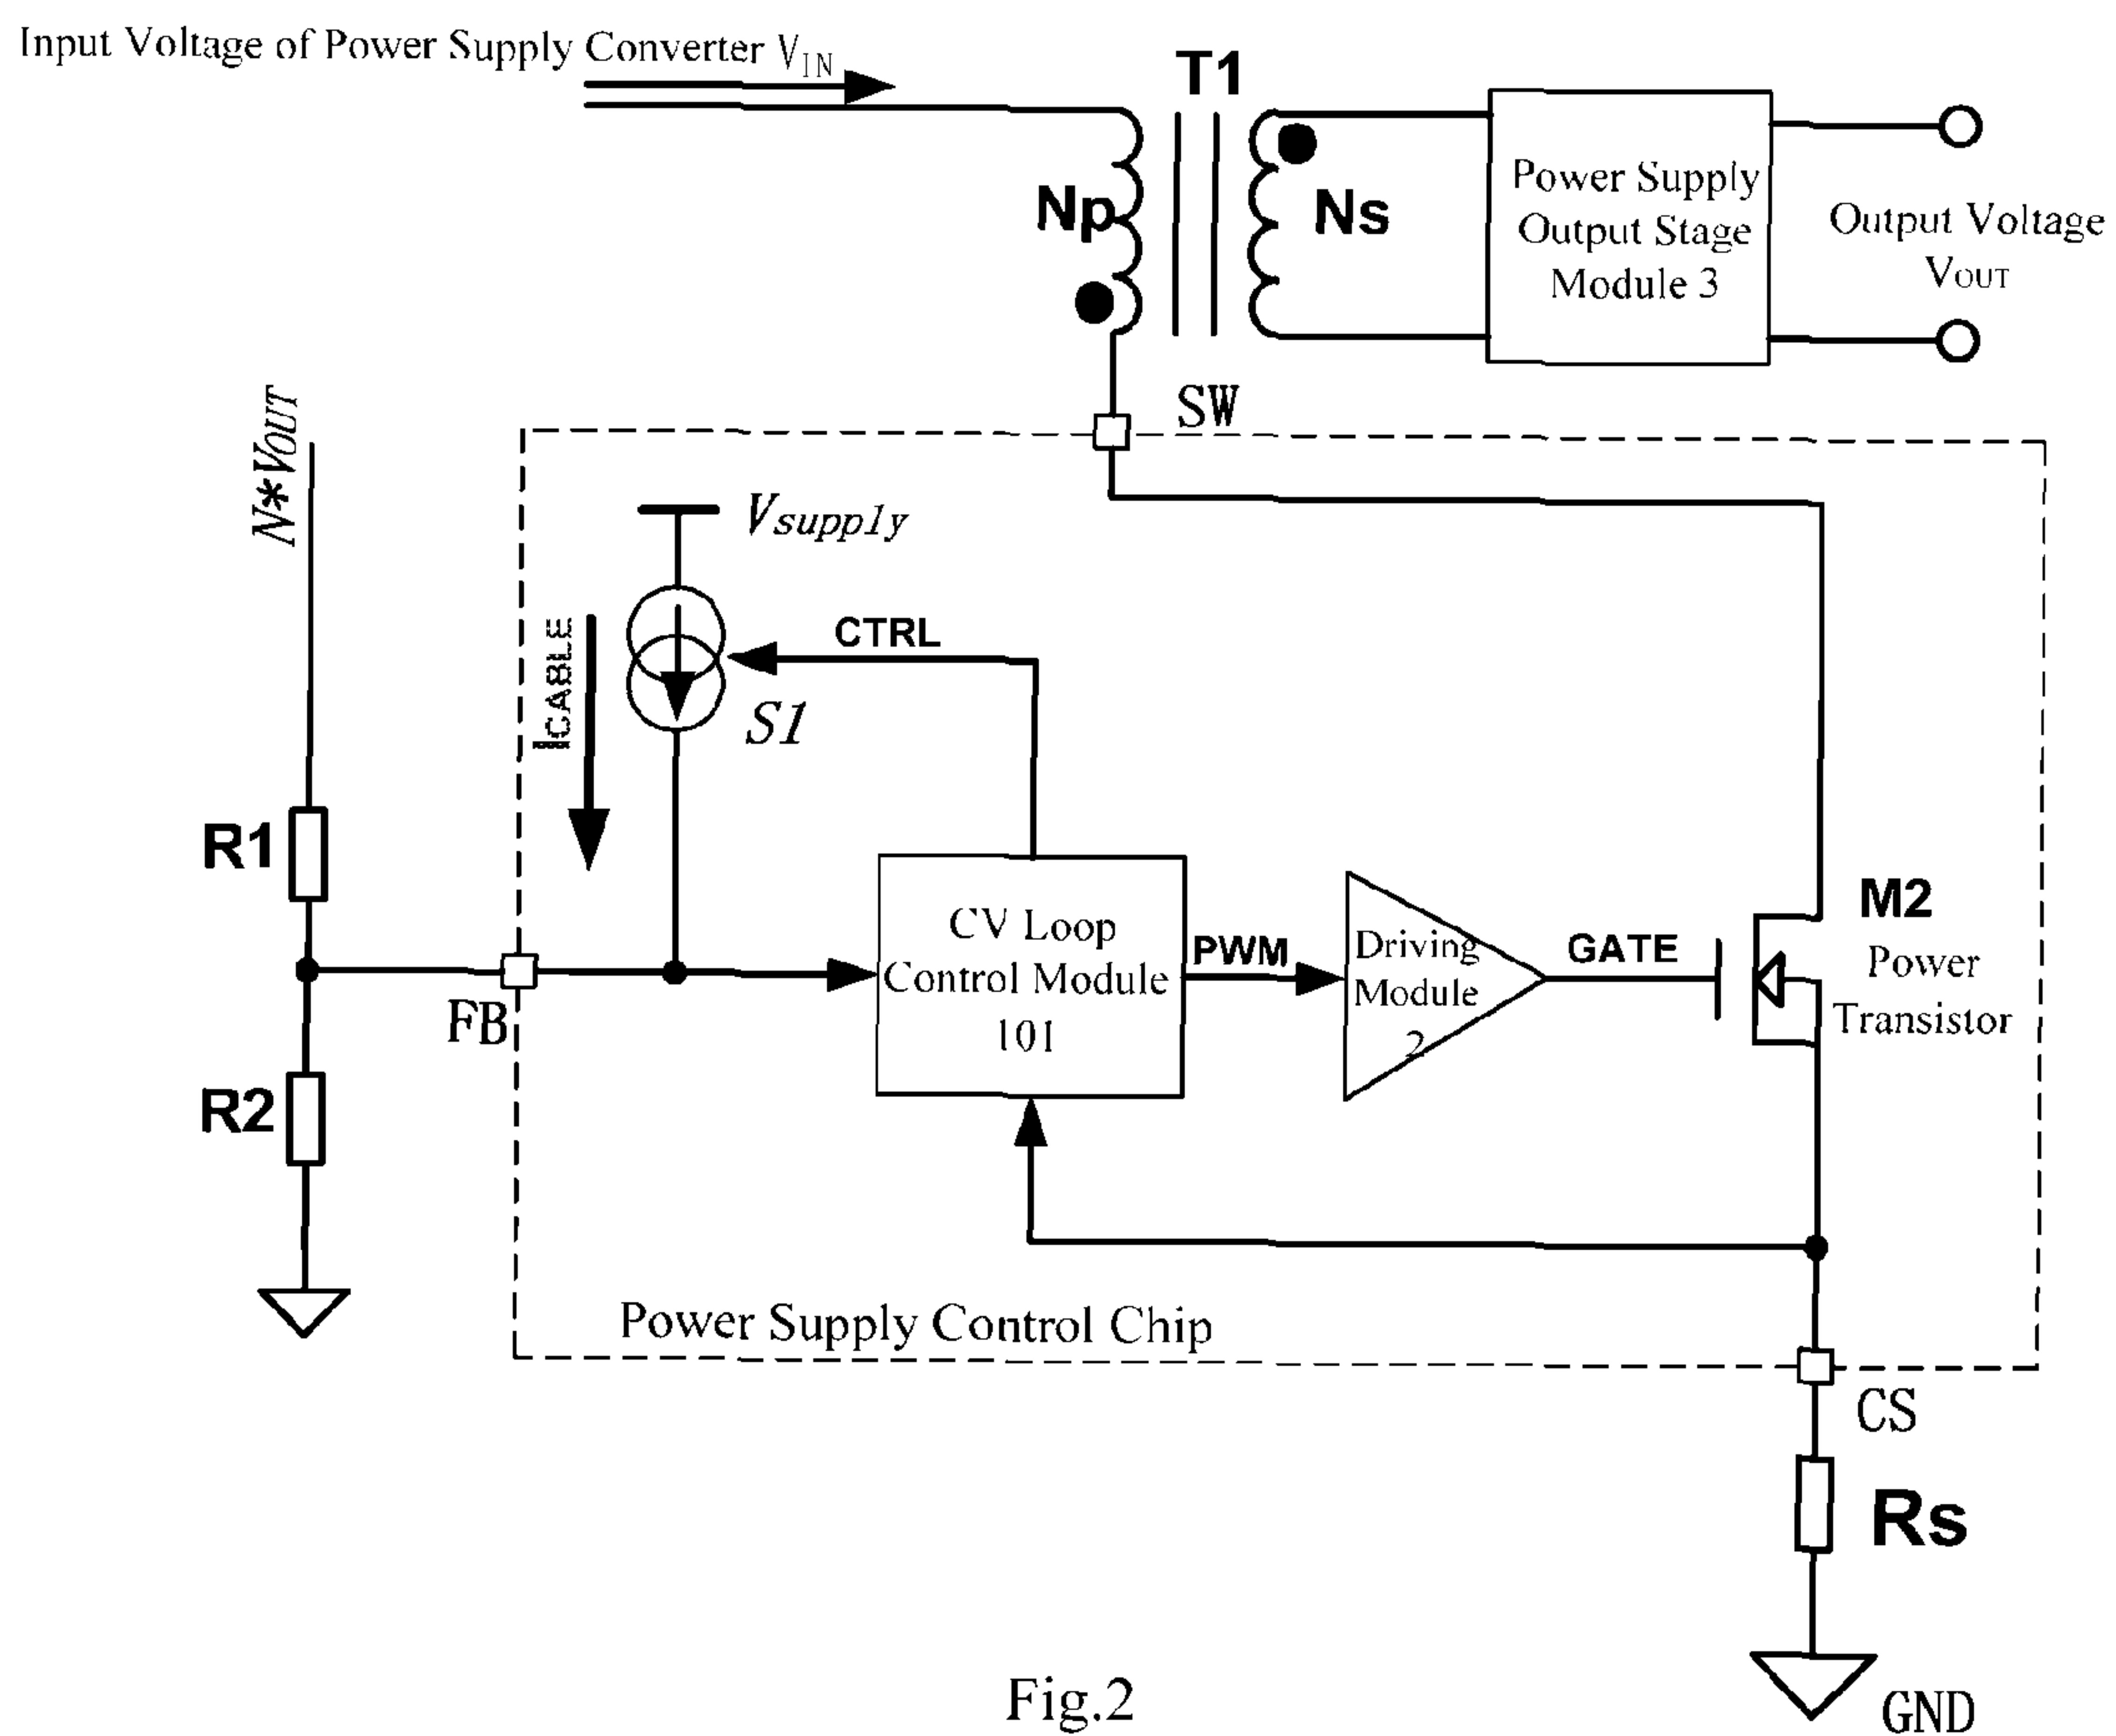 Input Voltage of Power Supply Converter VIN
T1
Np
Ns
Power Supply
Output Stage
Module 3
Output Voltage
VOUT
SW
N*VOUT
Vsupply
ICABLE
CTRL
S1
R1
R2
FB
CV Loop
Control Module
101
PWM
Driving
Module
2
GATE
M2
Power
Transistor
Power Supply Control Chip
CS
Rs
GND
Fig.2